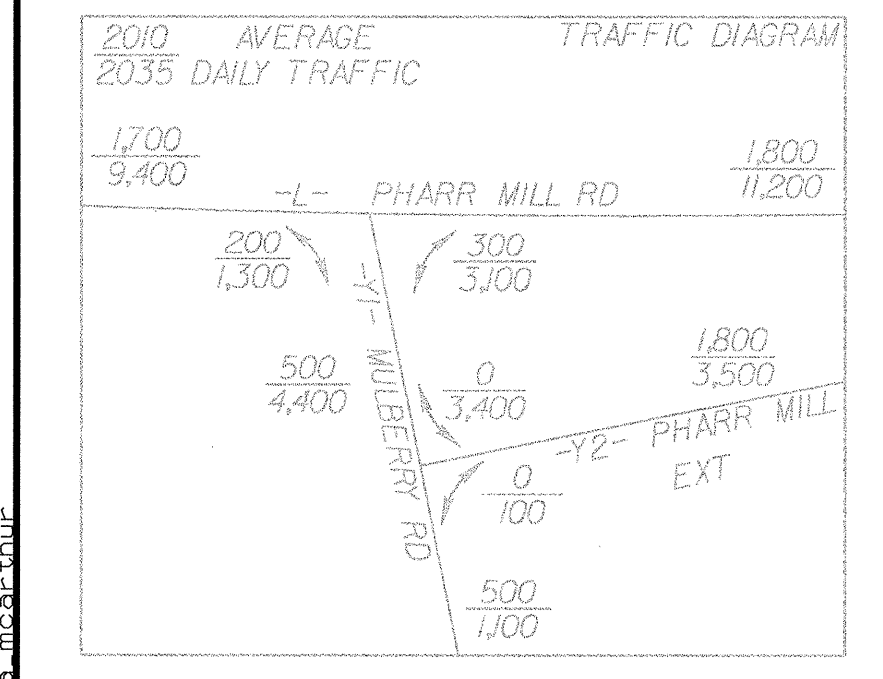 2010 AVERAGE
2035 DAILY TRAFFIC
TRAFFIC DIAGRAM
1,700
9,400
1,800
11,200
-L- PHARR MILL RD
200
1,300
300
3,100
-Y1- MULBERRY RD
500
4,400
0
3,400
1,800
3,500
-Y2- PHARR MILL
EXT
0
100
500
1,100
a mcarthur